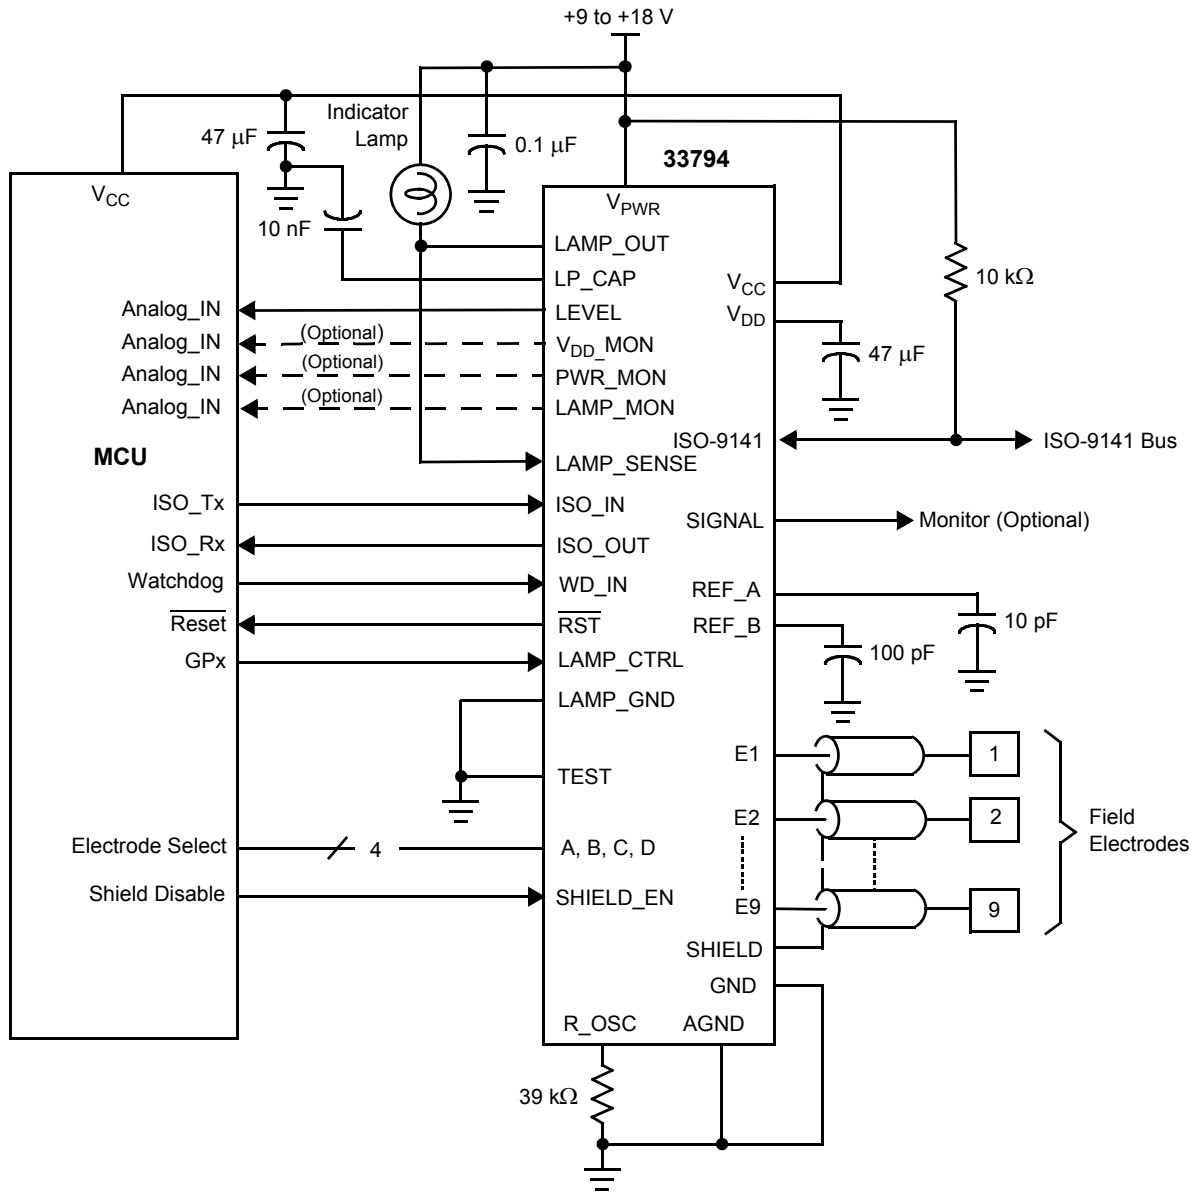 +9 to +18 V
Indicator
Lamp
47 μF
0.1 μF
33794
VCC
VPWR
10 nF
LAMP_OUT
LP_CAP
VCC
10 kΩ
Analog_IN
LEVEL
VDD
Analog_IN
(Optional)
VDD_MON
47 μF
Analog_IN
(Optional)
PWR_MON
Analog_IN
(Optional)
LAMP_MON
MCU
ISO-9141
ISO-9141 Bus
LAMP_SENSE
ISO_Tx
ISO_IN
SIGNAL
Monitor (Optional)
ISO_Rx
ISO_OUT
Watchdog
WD_IN
REF_A
10 pF
Reset
RST
REF_B
GPx
LAMP_CTRL
100 pF
LAMP_GND
E1
1
TEST
E2
2
Field
Electrodes
Electrode Select
4
A, B, C, D
Shield Disable
SHIELD_EN
E9
9
SHIELD
GND
R_OSC
AGND
39 kΩ